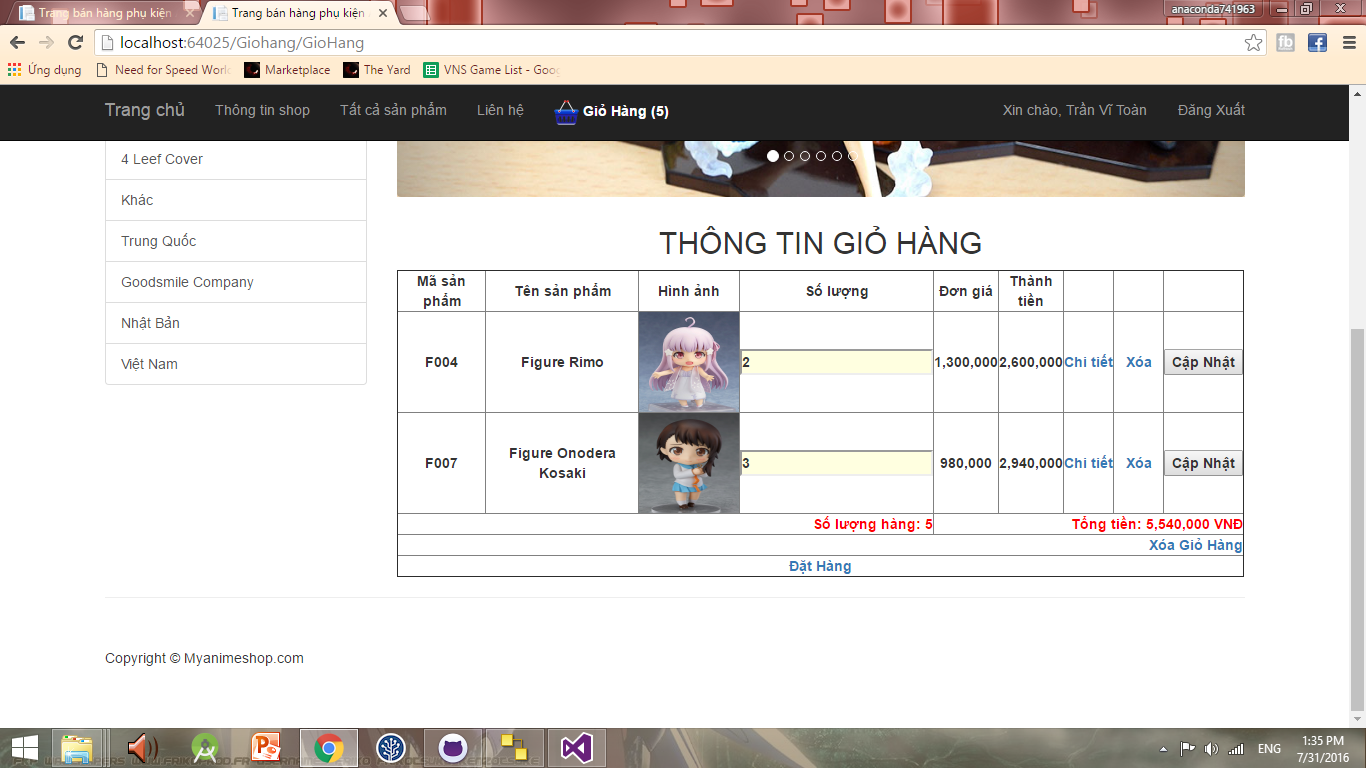 Trang bán hàng phụ kiện
Trang bán hàng phụ kiện
anaconda741963
localhost:64025/Giohang/GioHang
Ứng dụng
Need for Speed World
Marketplace
The Yard
VNS Game List - Goog
Trang chủ
Thông tin shop
Tất cả sản phẩm
Liên hệ
Giỏ Hàng (5)
Xin chào, Trần Vĩ Toàn
Đăng Xuất
4 Leef Cover
Khác
Trung Quốc
Goodsmile Company
Nhật Bản
Việt Nam
THÔNG TIN GIỎ HÀNG
Mã sản phẩm Tên sản phẩm Hình ảnh Số lượng Đơn giá Thành tiền
F004 Figure Rimo 2 1,300,000 2,600,000 Chi tiết Xóa Cập Nhật
F007 Figure Onodera Kosaki 3 980,000 2,940,000 Chi tiết Xóa Cập Nhật
Số lượng hàng: 5 Tổng tiền: 5,540,000 VNĐ
Xóa Giỏ Hàng
Đặt Hàng
Copyright © Myanimeshop.com
ENG
1:35 PM
7/31/2016